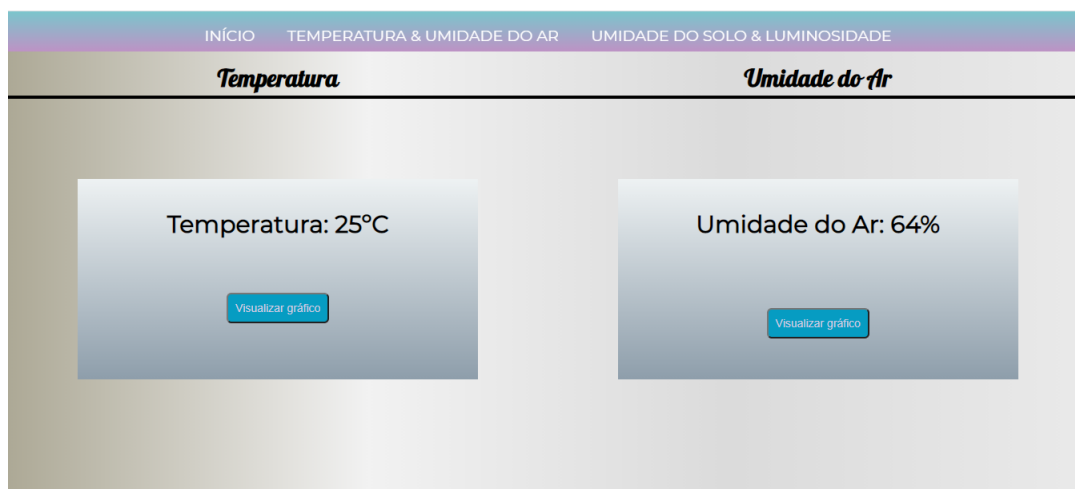 INÍCIO TEMPERATURA & UMIDADE DO AR UMIDADE DO SOLO & LUMINOSIDADE
Temperatura Umidade do Ar
Temperatura: 25ºC
Visualizar gráfico
Umidade do Ar: 64%
Visualizar gráfico